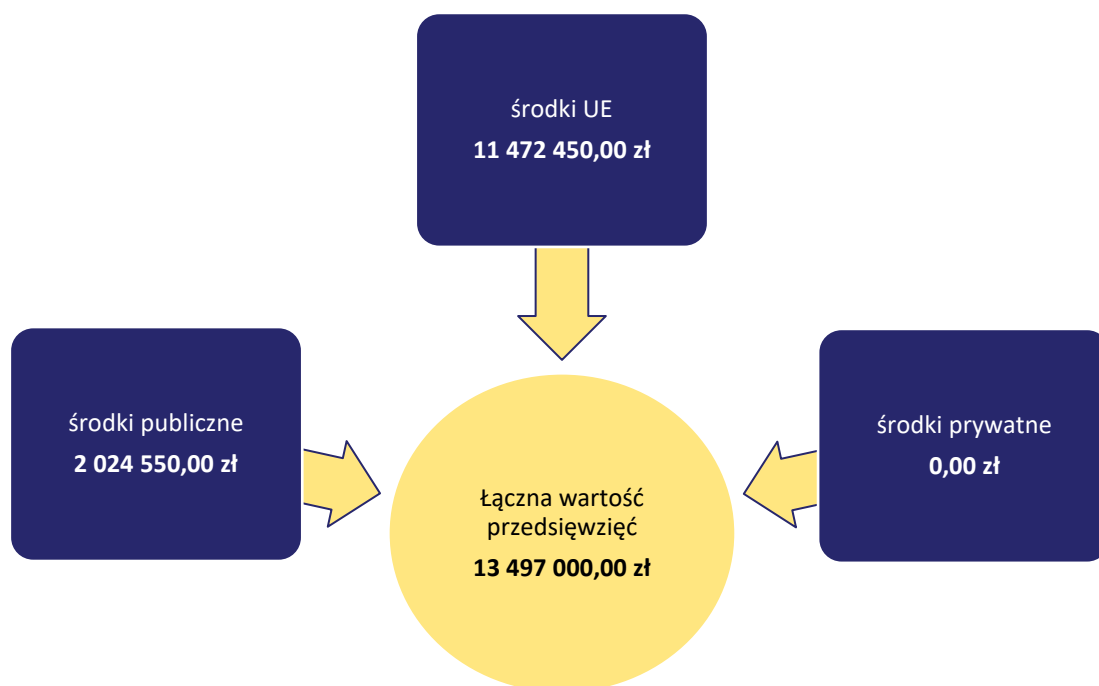 środki UE
11 472 450,00 zł
środki publiczne
2 024 550,00 zł
środki prywatne
0,00 zł
Łączna wartość
przedsięwzięć
13 497 000,00 zł